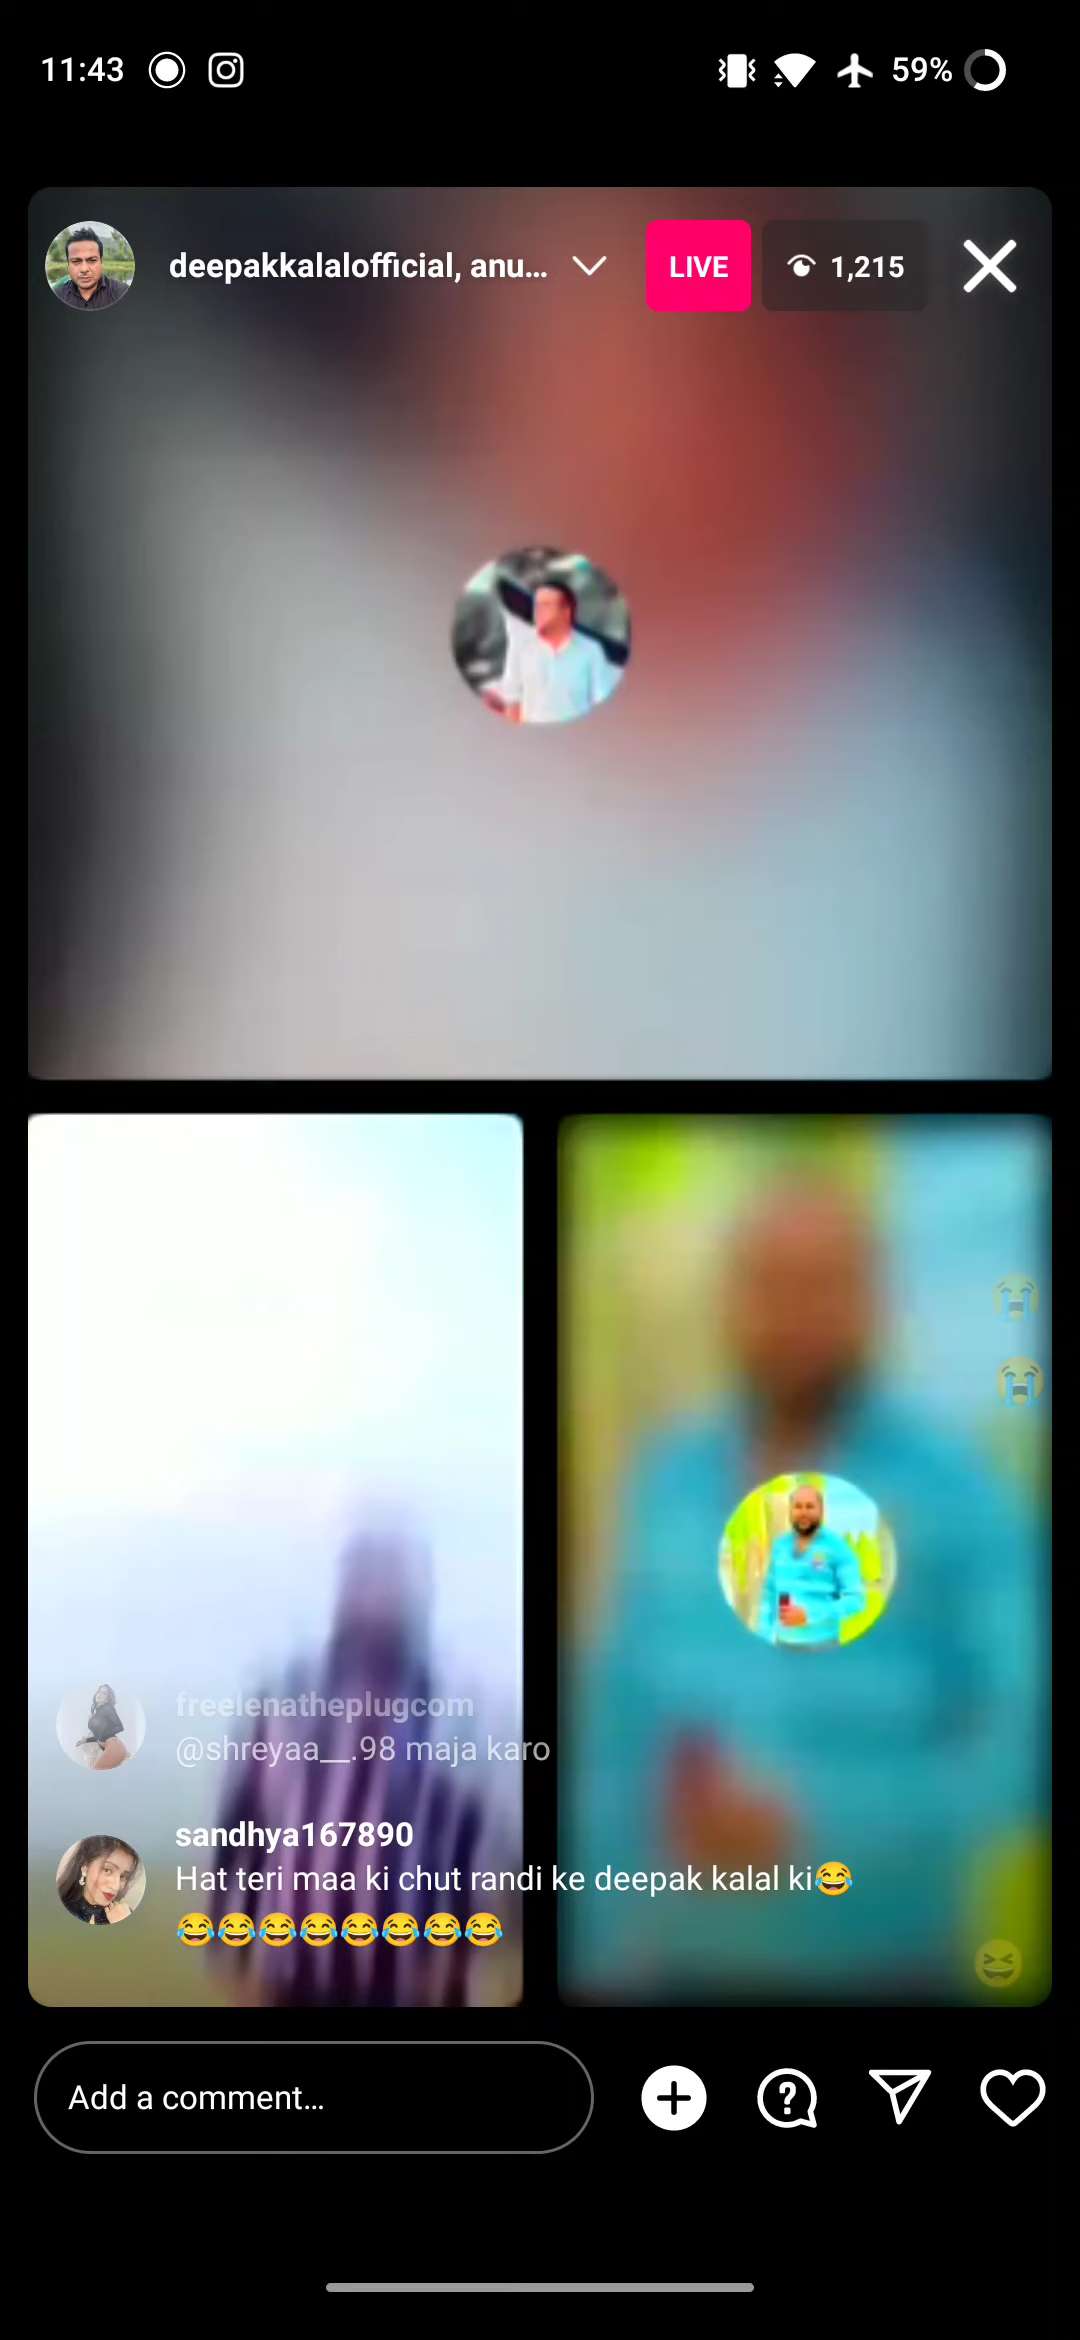 11:43
59%
deepakkalalofficial, anu...
LIVE
1,215
freelenatheplugcom
@shreyaa__.98 maja karo
sandhya167890
Hat teri maa ki chut randi ke deepak kalal ki😂
😂😂😂😂😂😂😂😂
Add a comment...